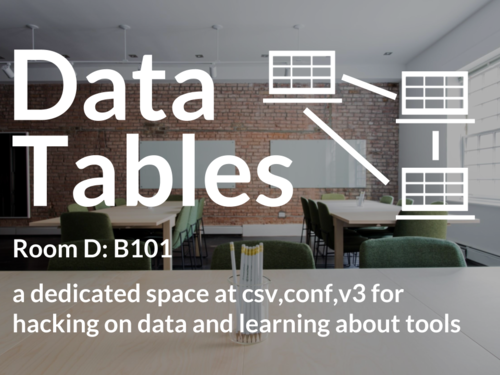 Data
Tables
Room D: B101
a dedicated space at csv,conf,v3 for
hacking on data and learning about tools